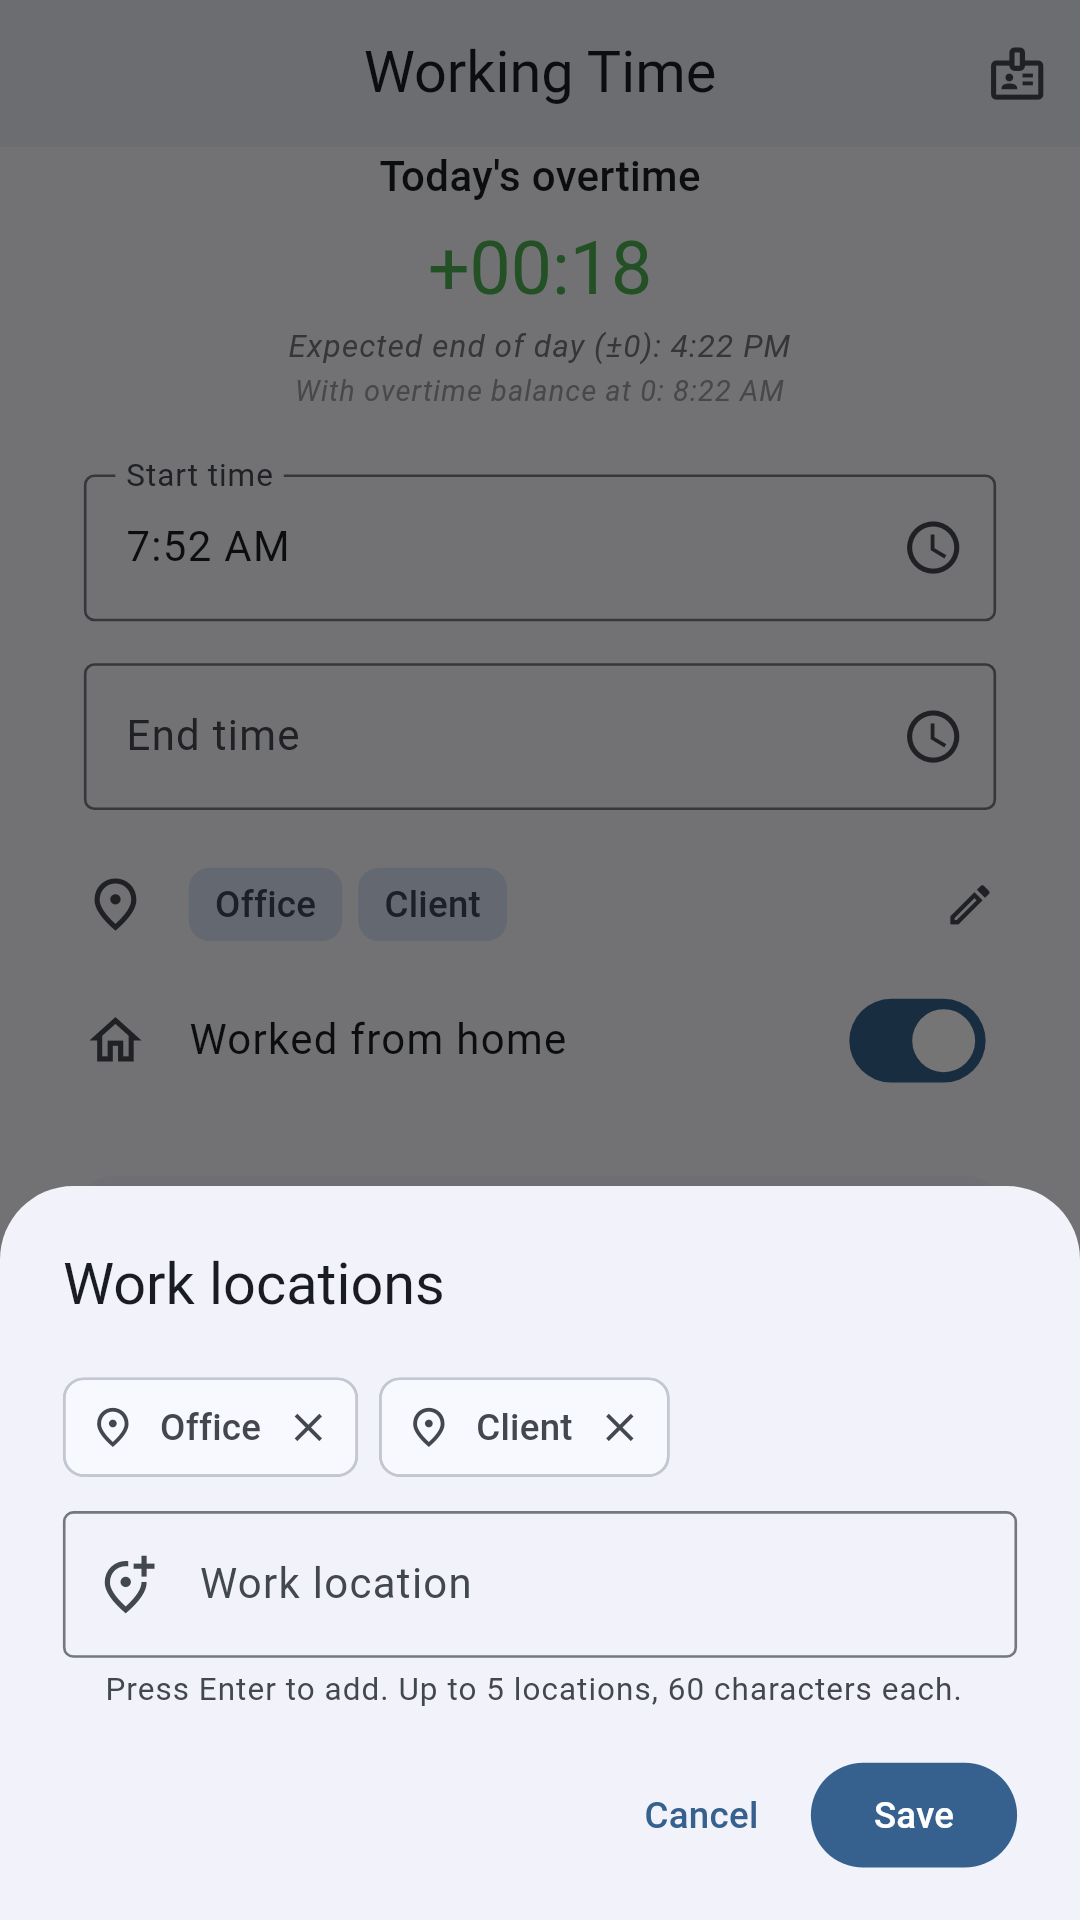 Working Time
Today's overtime
+00:18
Expected end of day (±0): 4:22 PM
With overtime balance at 0: 8:22 AM
Start time
7:52 AM
End time
Office Client
Worked from home
Work locations
Office Client
Work location
Press Enter to add. Up to 5 locations, 60 characters each.
Cancel Save